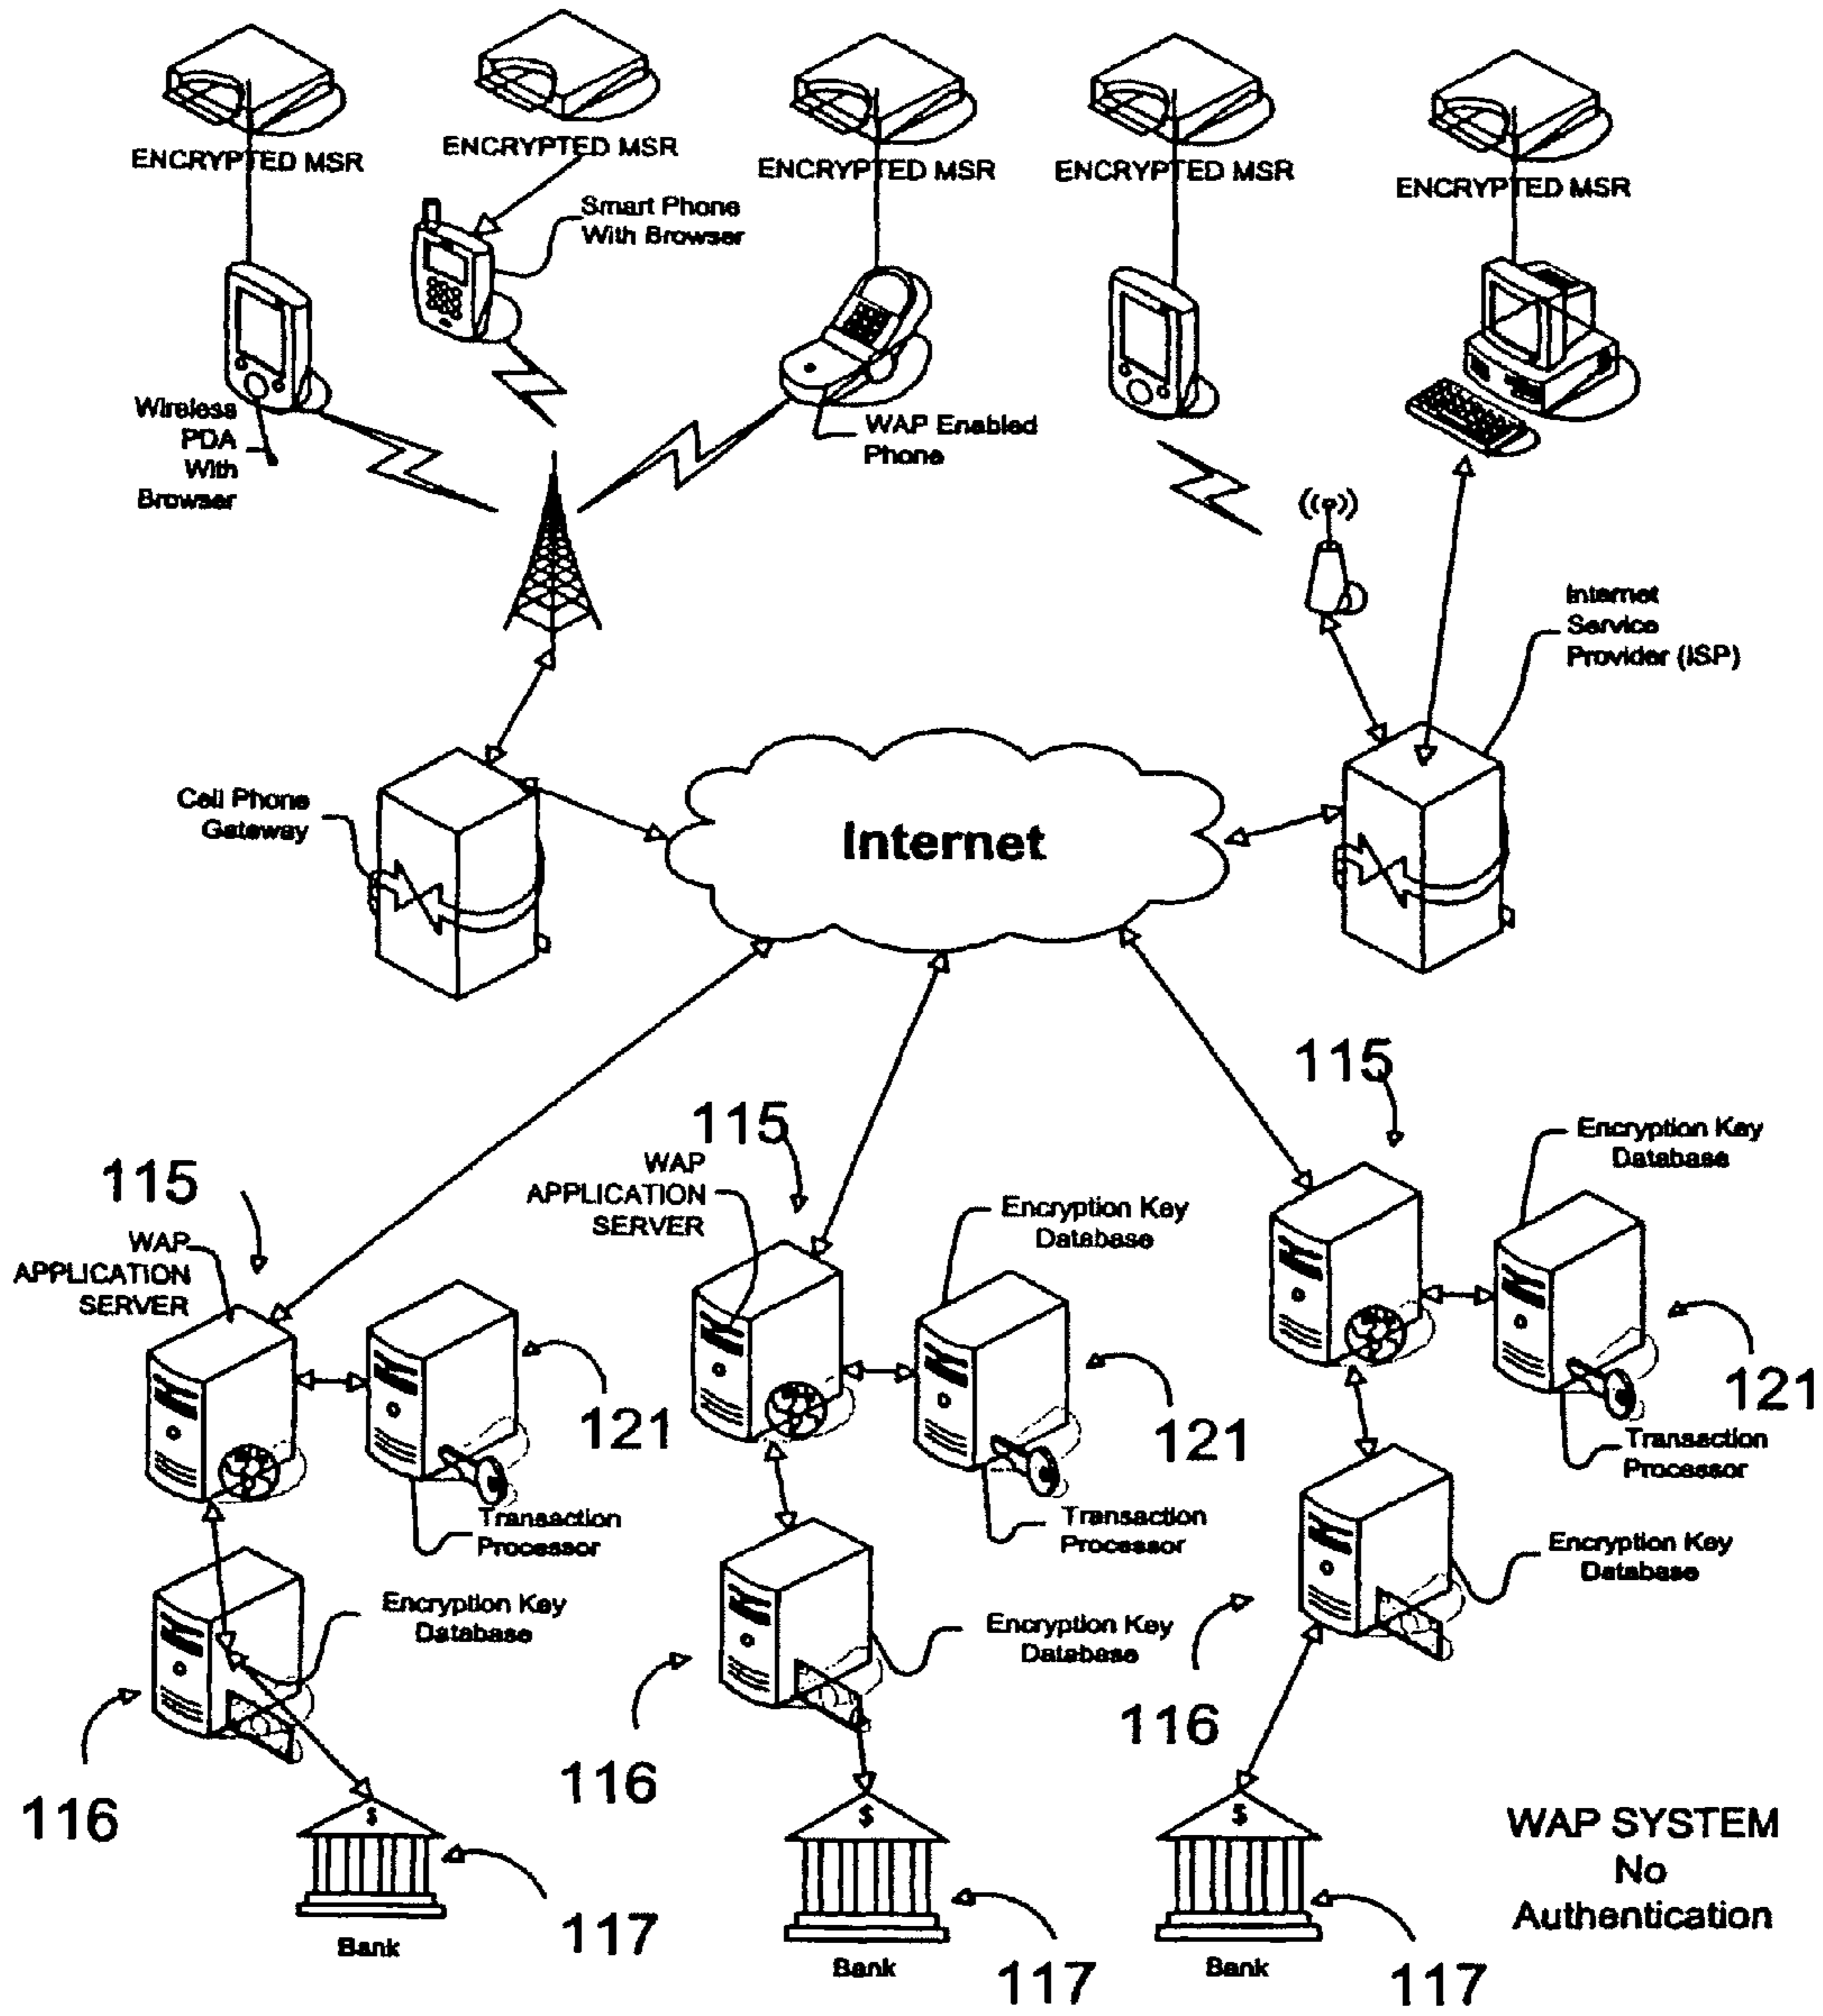 ENCRYPTED MSR
ENCRYPTED MSR
ENCRYPTED MSR
ENCRYPTED MSR
ENCRYPTED MSR
Smart Phone
With Browser
Wireless
PDA
With
Browser
WAP Enabled
Phone
Internet
Service
Provider (ISP)
Cell Phone
Gateway
Internet
115
115
115
WAP
APPLICATION
SERVER
WAP
APPLICATION
SERVER
Encryption Key
Database
Encryption Key
Database
121
121
121
Transaction
Processor
Transaction
Processor
Transaction
Processor
Encryption Key
Database
Encryption Key
Database
Encryption Key
Database
116
116
116
$
$
$
117
117
117
Bank
Bank
Bank
WAP SYSTEM
No
Authentication